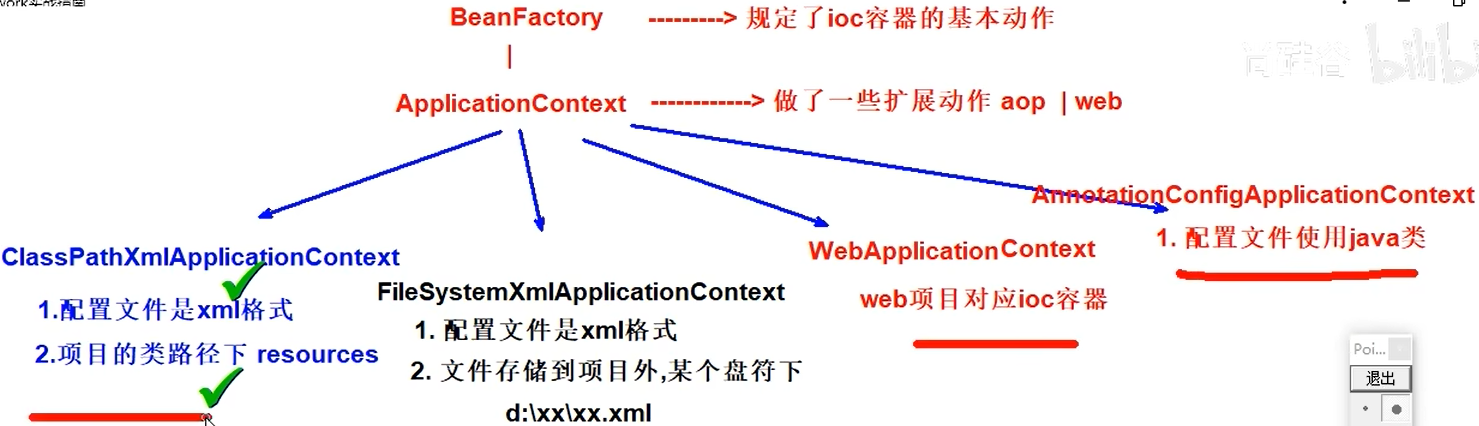 BeanFactory ---------> 规定了ioc容器的基本动作
|
ApplicationContext ------------> 做了一些扩展动作 aop | web
尚硅谷 bilibili
AnnotationConfigApplicationContext
1. 配置文件使用java类
ClassPathXmlApplicationContext
1.配置文件是xml格式
2.项目的类路径下 resources
FileSystemXmlApplicationContext
1. 配置文件是xml格式
2. 文件存储到项目外,某个盘符下
d:\xx\xx.xml
WebApplicationContext
web项目对应ioc容器
Poi...
退出